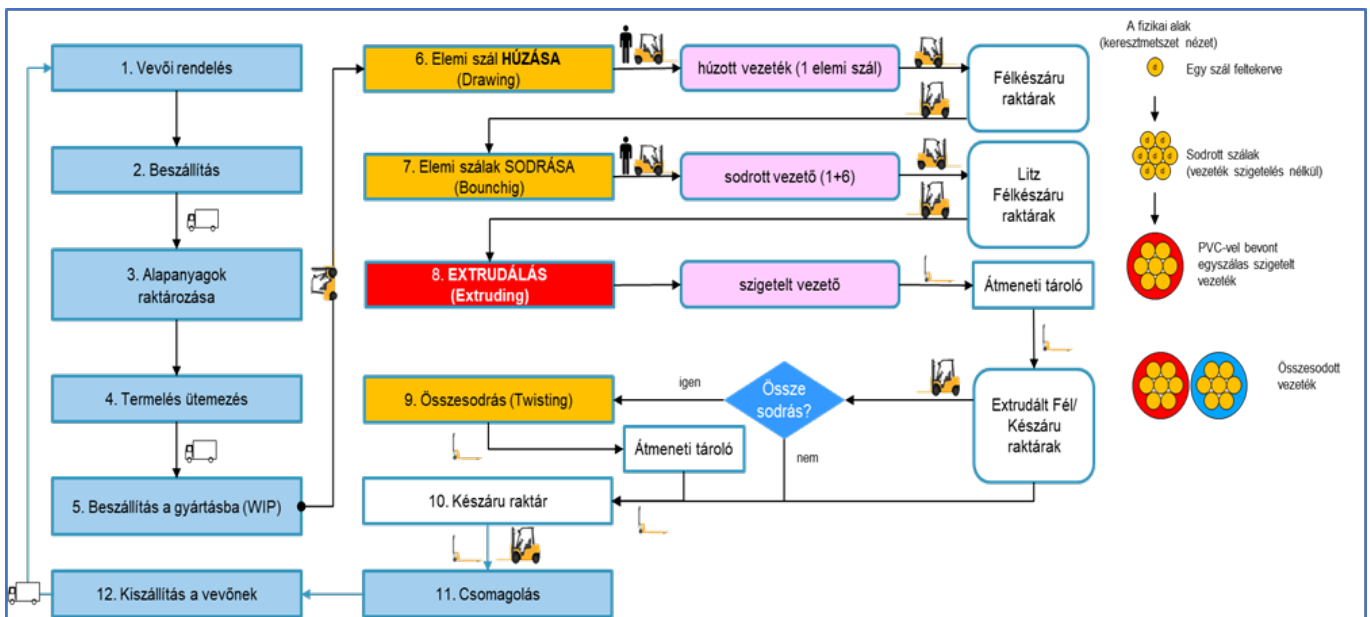 1. Vevői rendelés
2. Beszállítás
3. Alapanyagok
raktározása
4. Termelés ütemezés
5. Beszállítás a gyártásba (WIP)
6. Elemi szál HÚZÁSA
(Drawing)
húzott vezeték (1 elemi szál)
Félkészáru
raktárak
7. Elemi szálak SODRÁSA
(Bounchig)
sodrott vezető (1+6)
Litz
Félkészáru
raktárak
8. EXTRUDÁLÁS
(Extruding)
szigetelt vezető
Átmeneti tároló
Extrudált Fél/
Készáru
raktárak
Össze
sodrás?
igen
nem
9. Összesodrás (Twisting)
Átmeneti tároló
10. Készáru raktár
11. Csomagolás
12. Kiszállítás a vevőnek
A fizikai alak
(keresztmetszet nézet)
d
Egy szál feltekerve
d d
d d d
d d
Sodrott szálak
(vezeték szigetelés nélkül)
PVC-vel bevont
egyszálas szigetelt
vezeték
Összesodott
vezeték